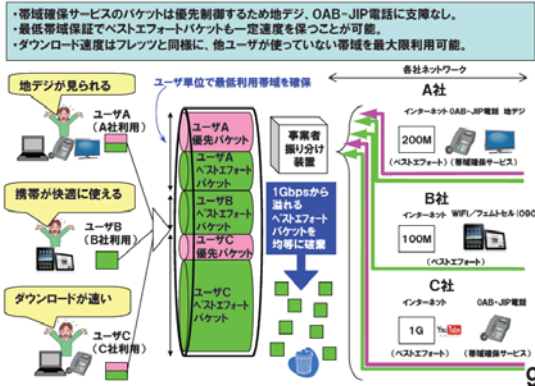 ・帯域確保サービスのパケットは優先制御するため地デジ、OAB-JIP電話に支障なし。
・最低帯域保証でベストエフォートパケットも一定速度を保つことが可能。
・ダウンロード速度はフレッツと同様に、他ユーザが使っていない帯域を最大限利用可能。
地デジが見られる
ユーザA
(A社利用)
携帯が快適に使える
ユーザB
(B社利用)
ダウンロードが速い
ユーザC
(C社利用)
ユーザ単位で最低利用帯域を確保
ユーザA
優先パケット
ユーザA
ベストエフォート
パケット
ユーザB
ベストエフォート
パケット
ユーザC
優先パケット
ユーザC
ベストエフォート
パケット
事業者
振り分け
装置
1Gbpsから
溢れる
ベストエフォート
パケットを
均等に破棄
各社ネットワーク
A社
インターネット OAB-JIP電話 地デジ
200M
(ベストエフォート) (帯域確保サービス)
B社
インターネット WIFI/フェムトセル(O9O
100M
(ベストエフォート)
C社
インターネット OAB-JIP電話
1G
YouTube
(ベストエフォート) (帯域確保サービス)
9